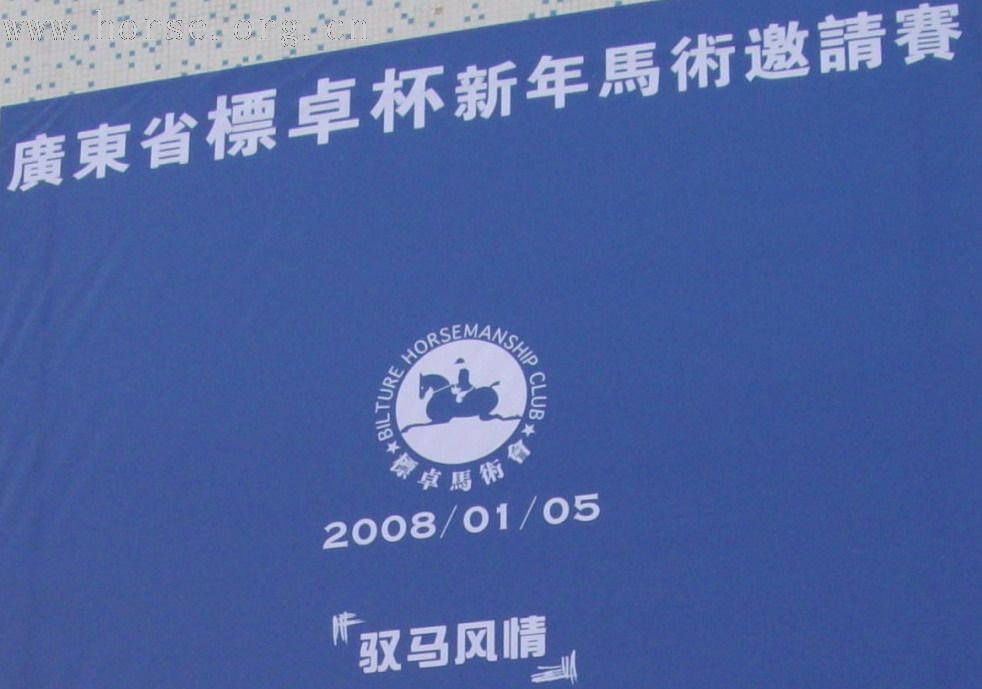 www.horse.org.cn
廣東省標卓杯新年馬術邀請賽
BILTURE HORSEMANSHIP CLUB
標卓馬術會
2008/01/05
驭马风情